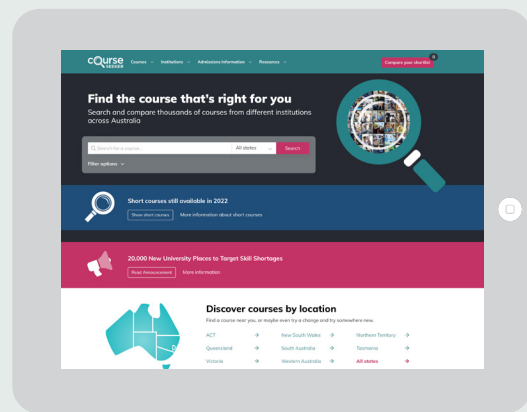 cQurse
SEEKER
Courses
Institutions
Admissions Information
Resources
Compare your shortlist
0
Find the course that's right for you
Search and compare thousands of courses from different institutions
across Australia
Search for a course...
All states
Search
Filter options
Short courses still available in 2022
Show short courses
More information about short courses
20,000 New University Places to Target Skill Shortages
Read Announcement
More information
Discover courses by location
Find a course near you, or maybe even try a change and try somewhere new.
ACT
New South Wales
Northern Territory
Queensland
South Australia
Tasmania
Victoria
Western Australia
All states